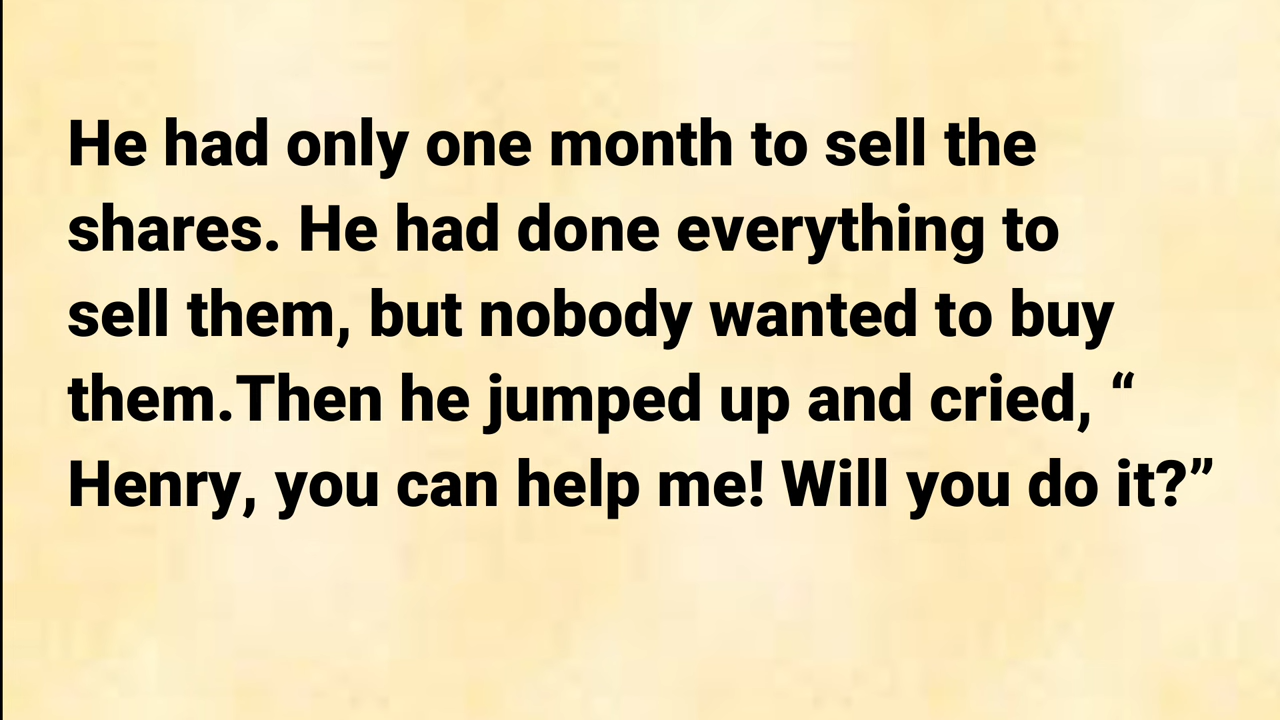 He had only one month to sell the
shares. He had done everything to
sell them, but nobody wanted to buy
them.Then he jumped up and cried, “
Henry, you can help me! Will you do it?”